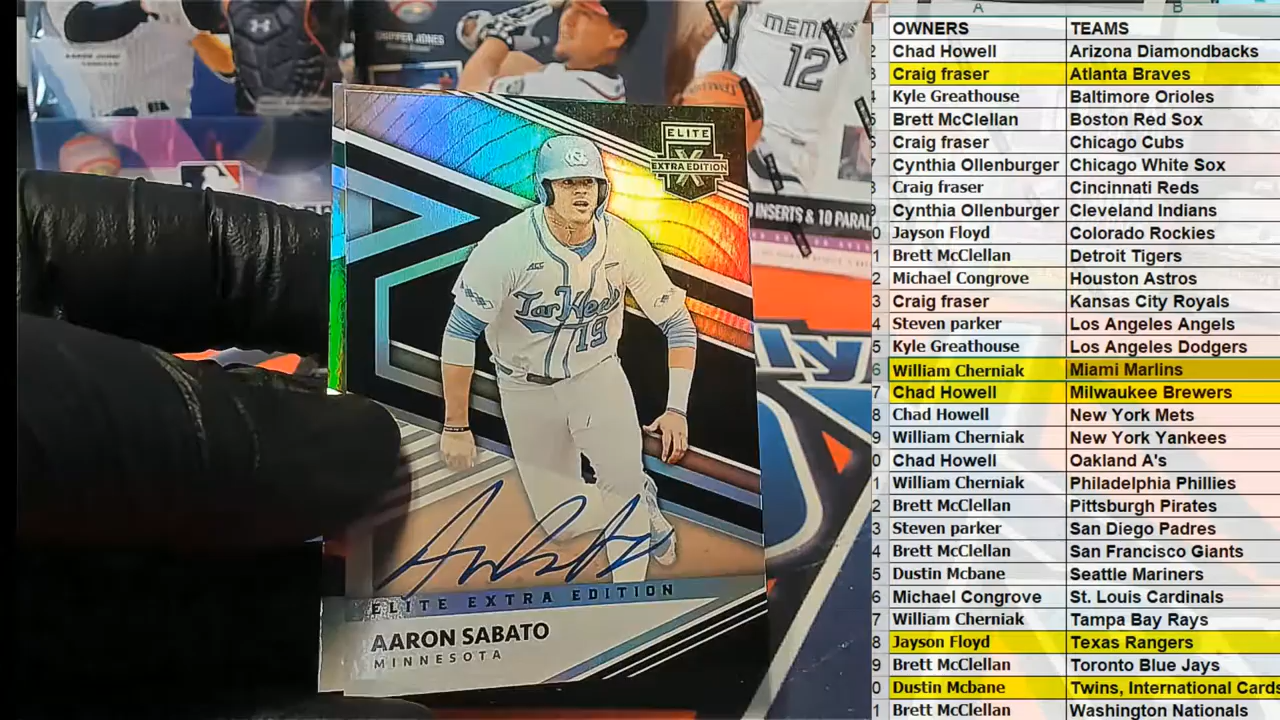 CHIPPER JONES
MEMPHIS
12
INSERTS & 10 PARAL
ELITE
EXTRA EDITION
ACC
Tar Heels
19
ELITE EXTRA EDITION
AARON SABATO
MINNESOTA
A B
OWNERS TEAMS
Chad Howell Arizona Diamondbacks
Craig fraser Atlanta Braves
Kyle Greathouse Baltimore Orioles
Brett McClellan Boston Red Sox
Craig fraser Chicago Cubs
Cynthia Ollenburger Chicago White Sox
Craig fraser Cincinnati Reds
Cynthia Ollenburger Cleveland Indians
Jayson Floyd Colorado Rockies
Brett McClellan Detroit Tigers
Michael Congrove Houston Astros
Craig fraser Kansas City Royals
Steven parker Los Angeles Angels
Kyle Greathouse Los Angeles Dodgers
William Cherniak Miami Marlins
Chad Howell Milwaukee Brewers
Chad Howell New York Mets
William Cherniak New York Yankees
Chad Howell Oakland A's
William Cherniak Philadelphia Phillies
Brett McClellan Pittsburgh Pirates
Steven parker San Diego Padres
Brett McClellan San Francisco Giants
Dustin Mcbane Seattle Mariners
Michael Congrove St. Louis Cardinals
William Cherniak Tampa Bay Rays
Jayson Floyd Texas Rangers
Brett McClellan Toronto Blue Jays
Dustin Mcbane Twins, International Cards
Brett McClellan Washington Nationals